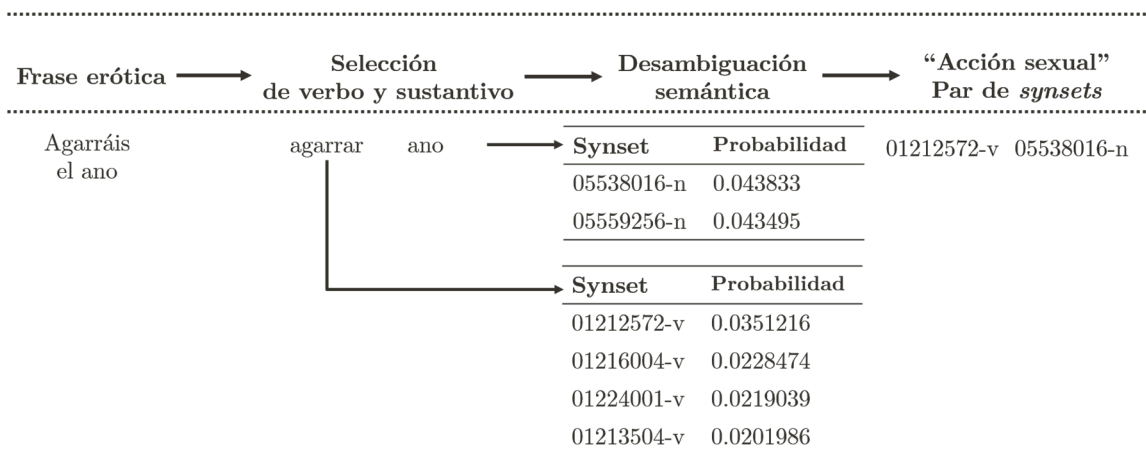 Frase erótica
Selección
de verbo y sustantivo
Desambiguación
semántica
“Acción sexual”
Par de synsets
Agarráis
el ano
agarrar ano
Synset Probabilidad
05538016-n 0.043833
05559256-n 0.043495
01212572-v 05538016-n
Synset Probabilidad
01212572-v 0.0351216
01216004-v 0.0228474
01224001-v 0.0219039
01213504-v 0.0201986